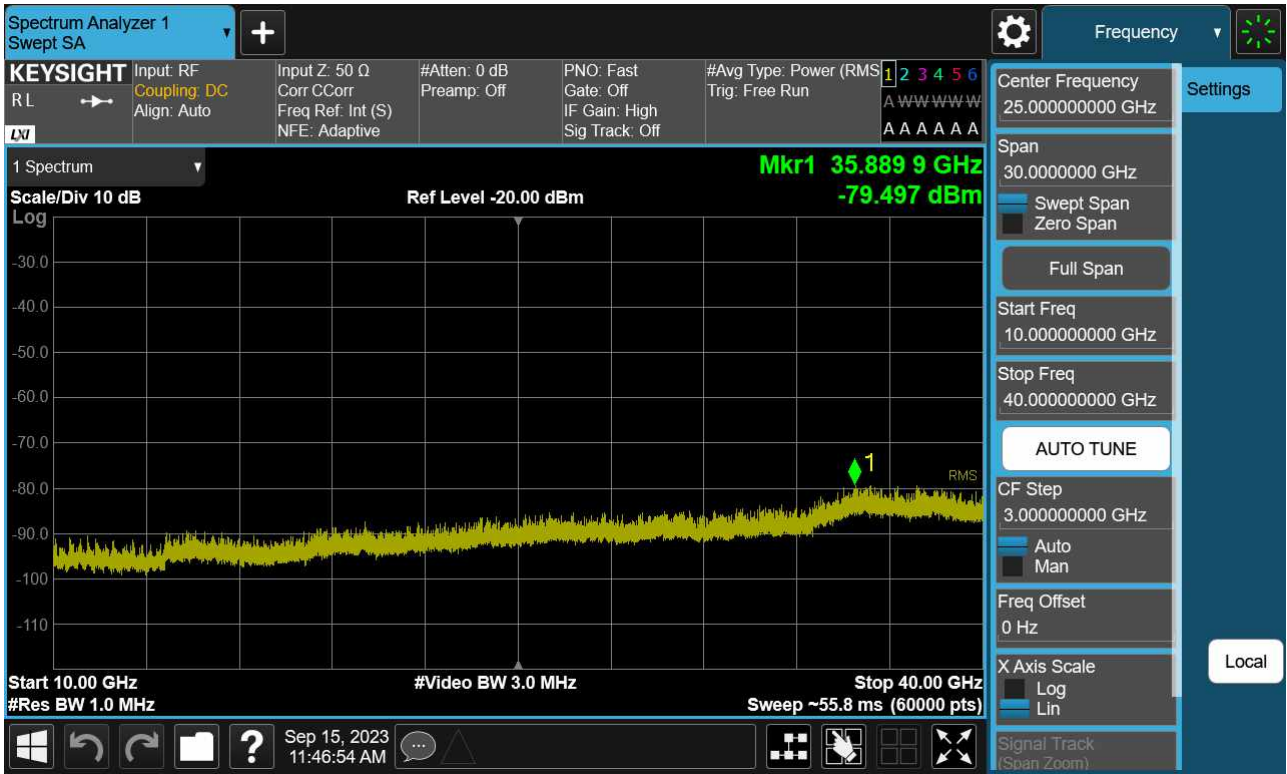 Spectrum Analyzer 1
Swept SA
+
Frequency
KEYSIGHT
RL
LXI
Input: RF
Coupling: DC
Align: Auto
Input Z: 50 Ω
Corr CCorr
Freq Ref: Int (S)
NFE: Adaptive
#Atten: 0 dB
Preamp: Off
PNO: Fast
Gate: Off
IF Gain: High
Sig Track: Off
#Avg Type: Power (RMS
Trig: Free Run
1 2 3 4 5 6
A W W W W W
A A A A A A
1 Spectrum
Scale/Div 10 dB
Log
Ref Level -20.00 dBm
Mkr1 35.889 9 GHz
-79.497 dBm
-30.0
-40.0
-50.0
-60.0
-70.0
-80.0
-90.0
-100
-110
1
RMS
Start 10.00 GHz
#Res BW 1.0 MHz
#Video BW 3.0 MHz
Stop 40.00 GHz
Sweep ~55.8 ms (60000 pts)
Center Frequency
25.000000000 GHz
Settings
Span
30.0000000 GHz
Swept Span
Zero Span
Full Span
Start Freq
10.000000000 GHz
Stop Freq
40.000000000 GHz
AUTO TUNE
CF Step
3.000000000 GHz
Auto
Man
Freq Offset
0 Hz
X Axis Scale
Log
Lin
Signal Track
(Span Zoom)
Local
?
Sep 15, 2023
11:46:54 AM